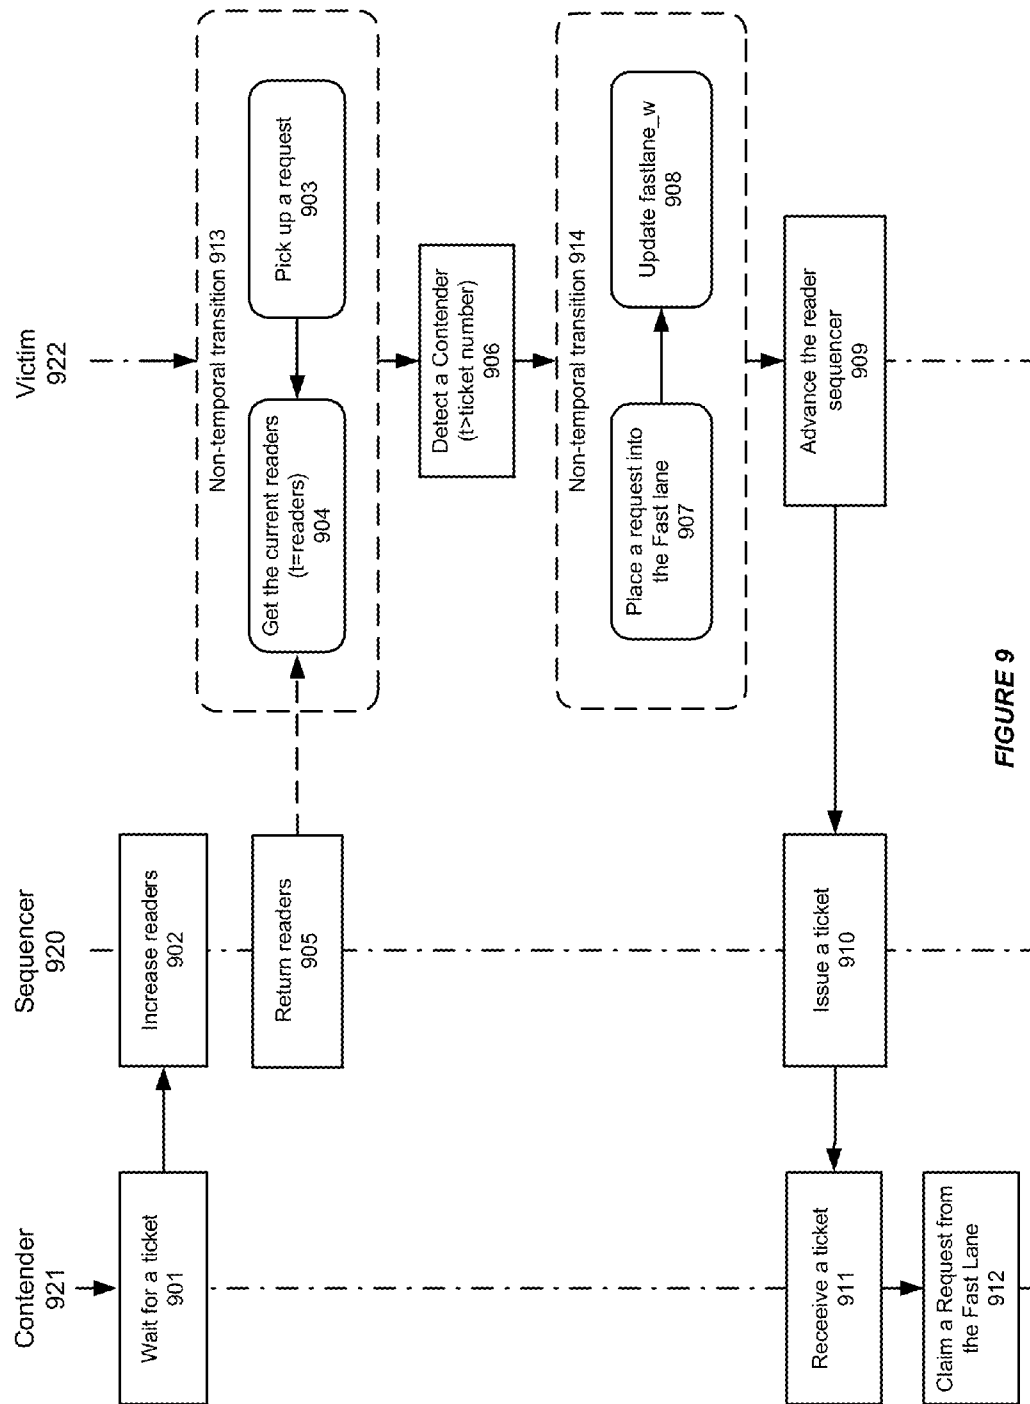 Contender
921
Sequencer
920
Victim
922
Wait for a ticket
901
Increase readers
902
Return readers
905
Non-temporal transition 913
Get the current readers
(t=readers)
904
Pick up a request
903
Detect a Contender
(t>ticket number)
906
Non-temporal transition 914
Place a request into
the Fast lane
907
Update fastlane_w
908
Advance the reader
sequencer
909
Issue a ticket
910
Receeive a ticket
911
Claim a Request from
the Fast Lane
912
FIGURE 9